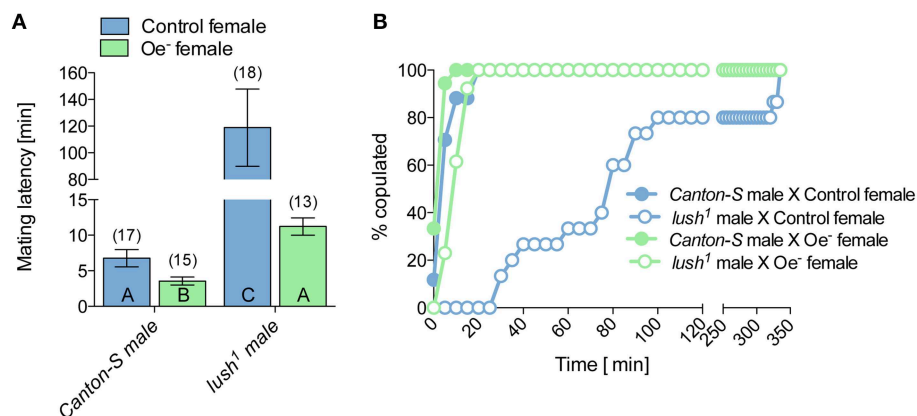 A
Control female
Oe⁻ female
Mating latency [min]
160
140
120
100
80
15
10
5
0
(17)
(15)
(18)
(13)
A
B
C
A
Canton-S male
lush¹ male
B
% copulated
100
80
60
40
20
0
Canton-S male X Control female
lush¹ male X Control female
Canton-S male X Oe⁻ female
lush¹ male X Oe⁻ female
0
20
40
60
80
100
120
250
300
350
Time [ min]